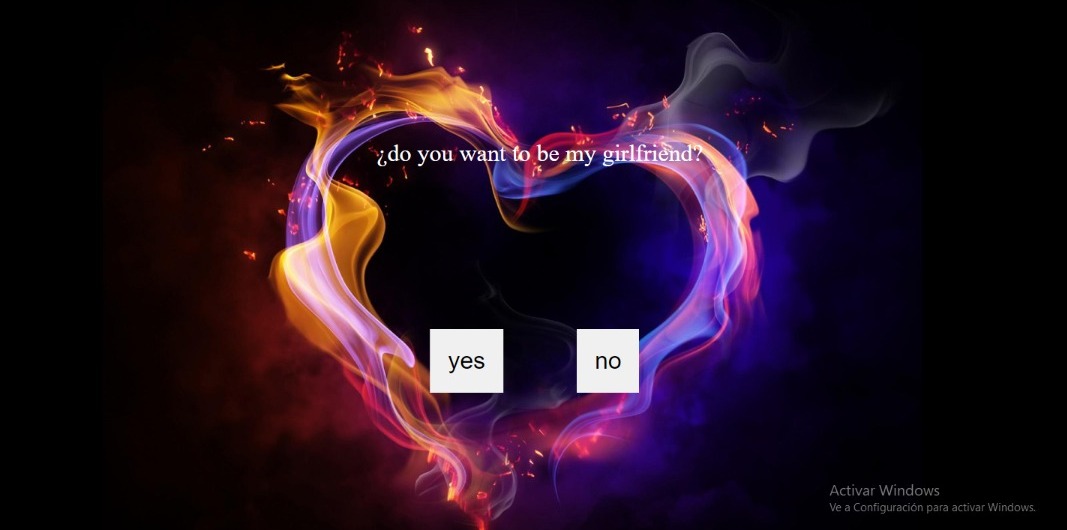 ¿do you want to be my girlfriend?
yes
no
Activar Windows
Ve a Configuración para activar Windows.